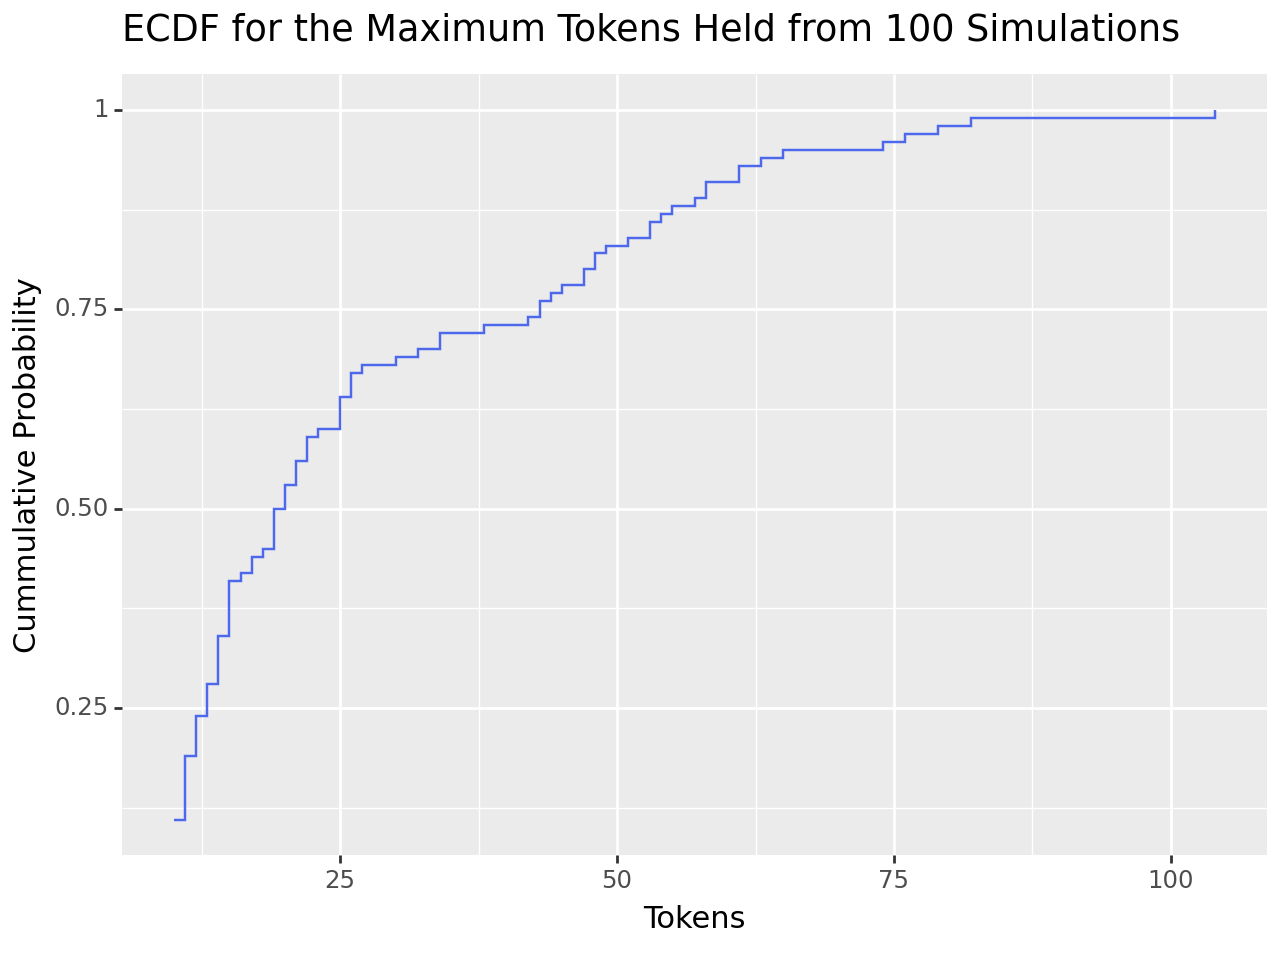 ECDF for the Maximum Tokens Held from 100 Simulations
Cummulative Probability
1
0.75
0.50
0.25
25 50 75 100
Tokens